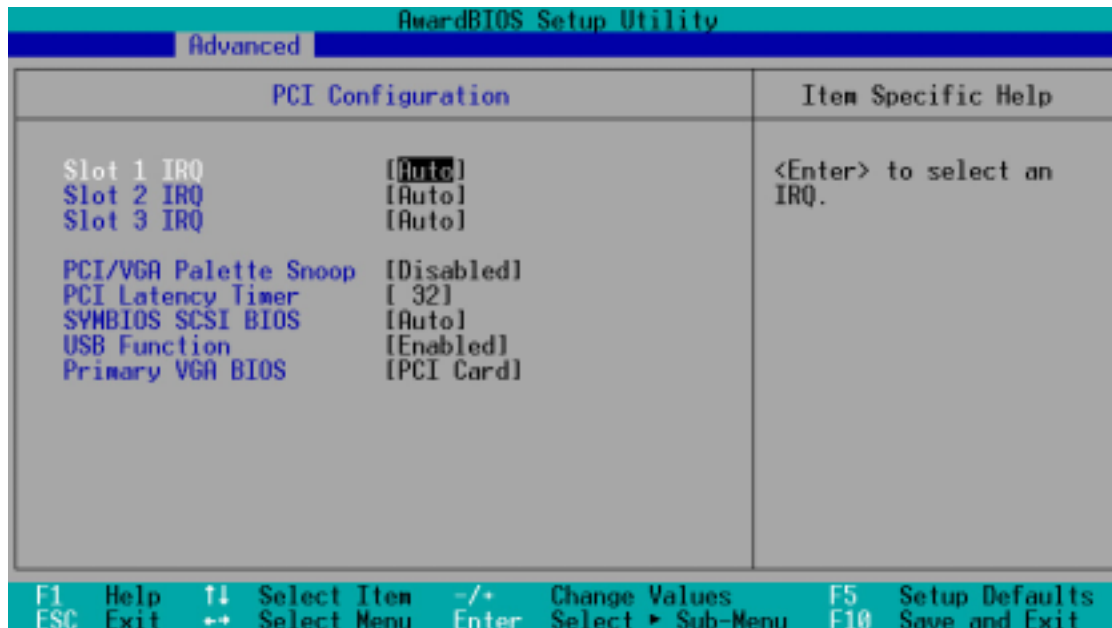 AwardBIOS Setup Utility
Advanced
PCI Configuration
Item Specific Help
Slot 1 IRQ [Auto]
Slot 2 IRQ [Auto]
Slot 3 IRQ [Auto]
PCI/VGA Palette Snoop [Disabled]
PCI Latency Timer [ 32]
SYMBIOS SCSI BIOS [Auto]
USB Function [Enabled]
Primary VGA BIOS [PCI Card]
<Enter> to select an
IRQ.
F1 Help ↑↓ Select Item -/+ Change Values F5 Setup Defaults
ESC Exit ←→ Select Menu Enter Select ► Sub-Menu F10 Save and Exit